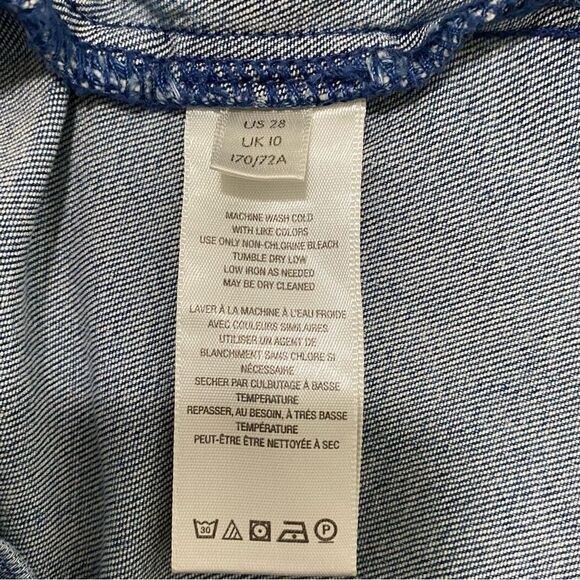 US 28
UK 10
170/72A
MACHINE WASH COLD
WITH LIKE COLORS
USE ONLY NON-CHLORINE BLEACH
TUMBLE DRY LOW
LOW IRON AS NEEDED
MAY BE DRY CLEANED
LAVER À LA MACHINE À L'EAU FROIDE
AVEC COULEURS SIMILAIRES
UTILISER UN AGENT DE
BLANCHIMENT SANS CHLORE SI
NÉCESSAIRE
SECHER PAR CULBUTAGE À BASSE
TEMPERATURE
REPASSER, AU BESOIN, À TRÈS BASSE
TEMPÉRATURE
PEUT-ÊTRE ÊTRE NETTOYÉE À SEC
30 P